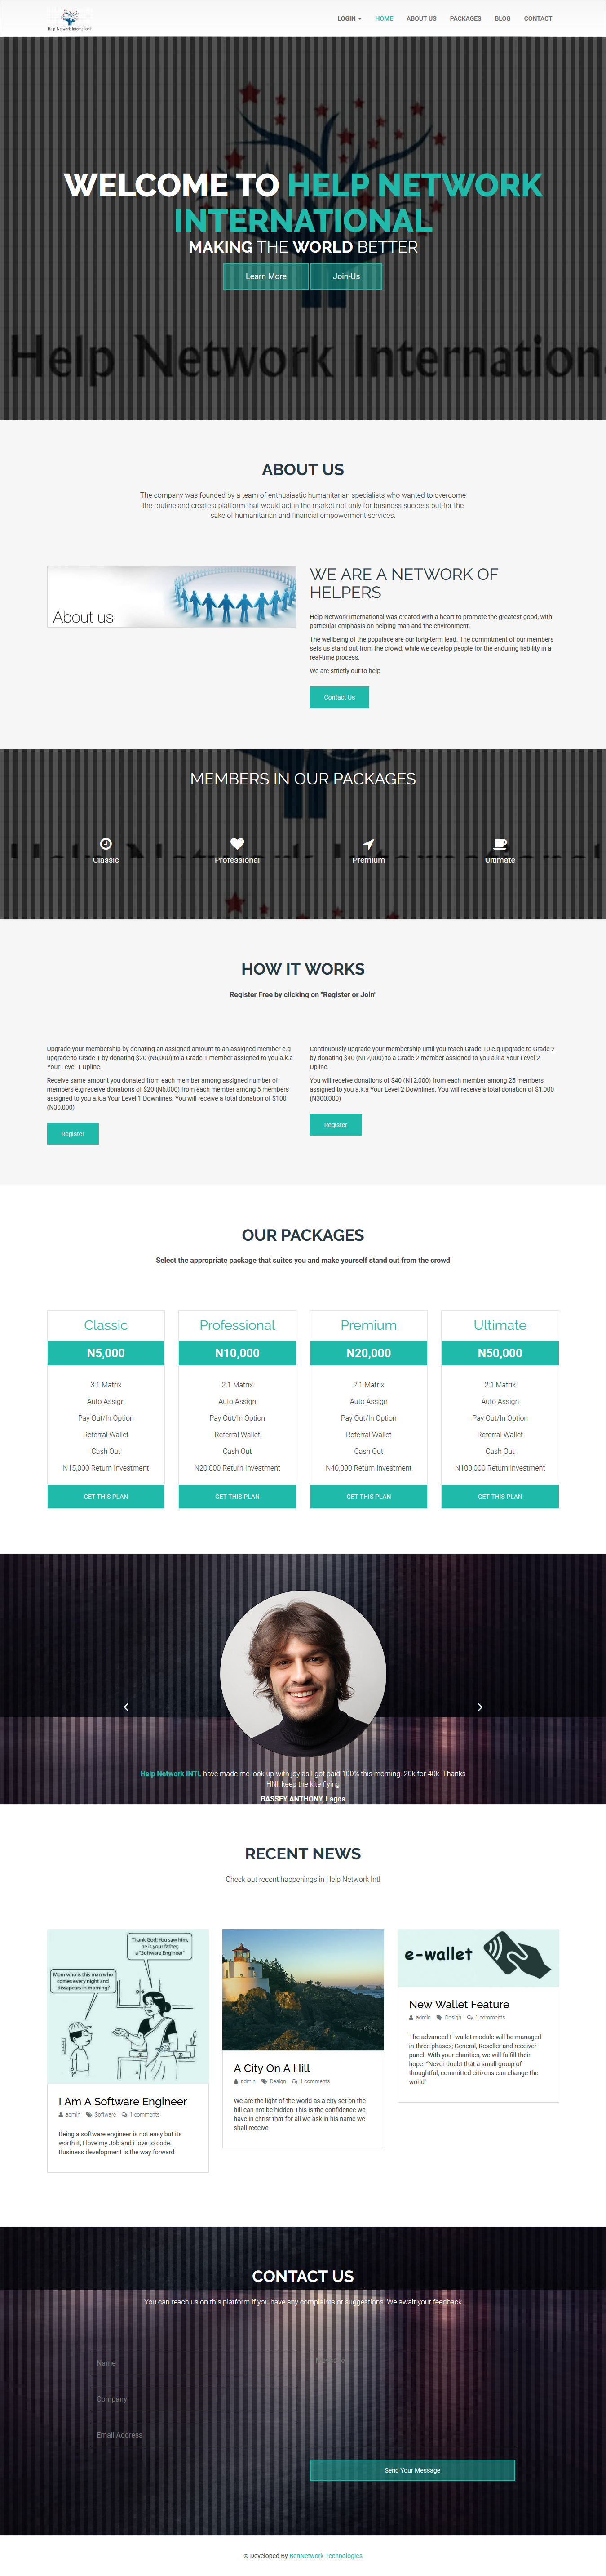 Help Network International
LOGIN
HOME
ABOUT US
PACKAGES
BLOG
CONTACT
WELCOME TO HELP NETWORK
INTERNATIONAL
MAKING THE WORLD BETTER
Learn More
Join-Us
Help Network Internation
ABOUT US
The company was founded by a team of enthusiastic humanitarian specialists who wanted to overcome
the routine and create a platform that would act in the market not only for business success but for the
sake of humanitarian and financial empowerment services.
About us
WE ARE A NETWORK OF
HELPERS
Help Network International was created with a heart to promote the greatest good, with
particular emphasis on helping man and the environment.
The wellbeing of the populace are our long-term lead. The commitment of our members
sets us stand out from the crowd, while we develop people for the enduring liability in a
real-time process.
We are strictly out to help
Contact Us
MEMBERS IN OUR PACKAGES
Classic
Professional
Premium
Ultimate
HOW IT WORKS
Register Free by clicking on "Register or Join"
Upgrade your membership by donating an assigned amount to an assigned member e.g
upgrade to Grsde 1 by donating $20 (N6,000) to a Grade 1 member assigned to you a.k.a
Your Level 1 Upline.
Receive same amount you donated from each member among assigned number of
members e.g receive donations of $20 (N6,000) from each member among 5 members
assigned to you a.k.a Your Level 1 Downlines. You will receive a total donation of $100
(N30,000)
Register
Continuously upgrade your membership until you reach Grade 10 e.g upgrade to Grade 2
by donating $40 (N12,000) to a Grade 2 member assigned to you a.k.a Your Level 2
Upline.
You will receive donations of $40 (N12,000) from each member among 25 members
assigned to you a.k.a Your Level 2 Downlines. You will receive a total donation of $1,000
(N300,000)
Register
OUR PACKAGES
Select the appropriate package that suites you and make yourself stand out from the crowd
Classic
N5,000
3:1 Matrix
Auto Assign
Pay Out/In Option
Referral Wallet
Cash Out
N15,000 Return Investment
GET THIS PLAN
Professional
N10,000
2:1 Matrix
Auto Assign
Pay Out/In Option
Referral Wallet
Cash Out
N20,000 Return Investment
GET THIS PLAN
Premium
N20,000
2:1 Matrix
Auto Assign
Pay Out/In Option
Referral Wallet
Cash Out
N40,000 Return Investment
GET THIS PLAN
Ultimate
N50,000
2:1 Matrix
Auto Assign
Pay Out/In Option
Referral Wallet
Cash Out
N100,000 Return Investment
GET THIS PLAN
Help Network INTL have made me look up with joy as I got paid 100% this morning. 20k for 40k. Thanks
HNI, keep the kite flying
BASSEY ANTHONY, Lagos
RECENT NEWS
Check out recent happenings in Help Network Intl
Thank God! You saw him,
he is your father,
a "Software Engineer"
Mom who is this man who
comes every night and
dissapears in morning?
I Am A Software Engineer
admin Software 1 comments
Being a software engineer is not easy but its
worth it, I love my Job and i love to code.
Business development is the way forward
A City On A Hill
admin Design 1 comments
We are the light of the world as a city set on the
hill can not be hidden.This is the confidence we
have in christ that for all we ask in his name we
shall receive
e-wallet
New Wallet Feature
admin Design 1 comments
The advanced E-wallet module will be managed
in three phases; General, Reseller and receiver
panel. With your charities, we will fulfill their
hope. "Never doubt that a small group of
thoughtful, committed citizens can change the
world"
CONTACT US
You can reach us on this platform if you have any complaints or suggestions. We await your feedback
Name
Company
Email Address
Message
Send Your Message
© Developed By BenNetwork Technologies